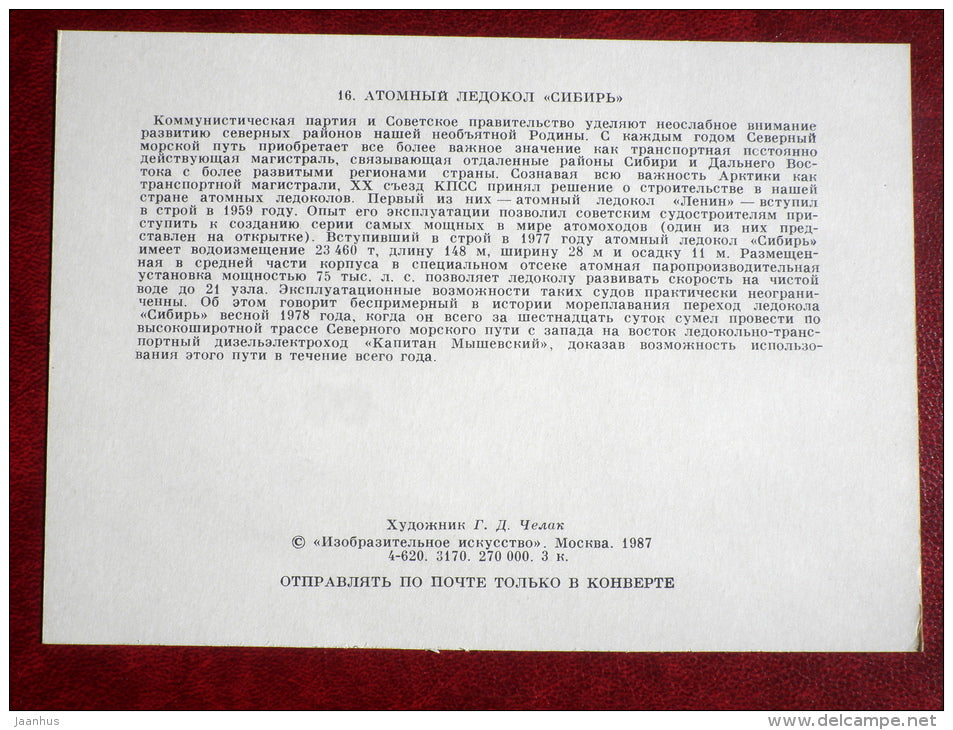 16. АТОМНЫЙ ЛЕДОКОЛ «СИБИРЬ»
Коммунистическая партия и Советское правительство уделяют неослабное внимание
развитию северных районов нашей необъятной Родины. С каждым годом Северный
морской путь приобретает все более важное значение как транспортная постоянно
действующая магистраль, связывающая отдаленные районы Сибири и Дальнего Вос-
тока с более развитыми регионами страны. Сознавая всю важность Арктики как
транспортной магистрали, XX съезд КПСС принял решение о строительстве в нашей
стране атомных ледоколов. Первый из них — атомный ледокол «Ленин» — вступил
в строй в 1959 году. Опыт его эксплуатации позволил советским судостроителям при-
ступить к созданию серии самых мощных в мире атомоходов (один из них пред-
ставлен на открытке). Вступивший в строй в 1977 году атомный ледокол «Сибирь»
имеет водоизмещение 23 460 т, длину 148 м, ширину 28 м и осадку 11 м. Размещен-
ная в средней части корпуса в специальном отсеке атомная паропроизводительная
установка мощностью 75 тыс. л. с. позволяет ледоколу развивать скорость на чистой
воде до 21 узла. Эксплуатационные возможности таких судов практически неограни-
ченны. Об этом говорит беспримерный в истории мореплавания переход ледокола
«Сибирь» весной 1978 года, когда он всего за шестнадцать суток сумел провести по
высокоширотной трассе Северного морского пути с запада на восток ледокольно-транс-
портный дизельэлектроход «Капитан Мышевский», доказав возможность использо-
вания этого пути в течение всего года.
Художник Г. Д. Челак
© «Изобразительное искусство». Москва. 1987
4-620. 3170. 270 000. 3 к.
ОТПРАВЛЯТЬ ПО ПОЧТЕ ТОЛЬКО В КОНВЕРТЕ
jaanhus
www.delcampe.net